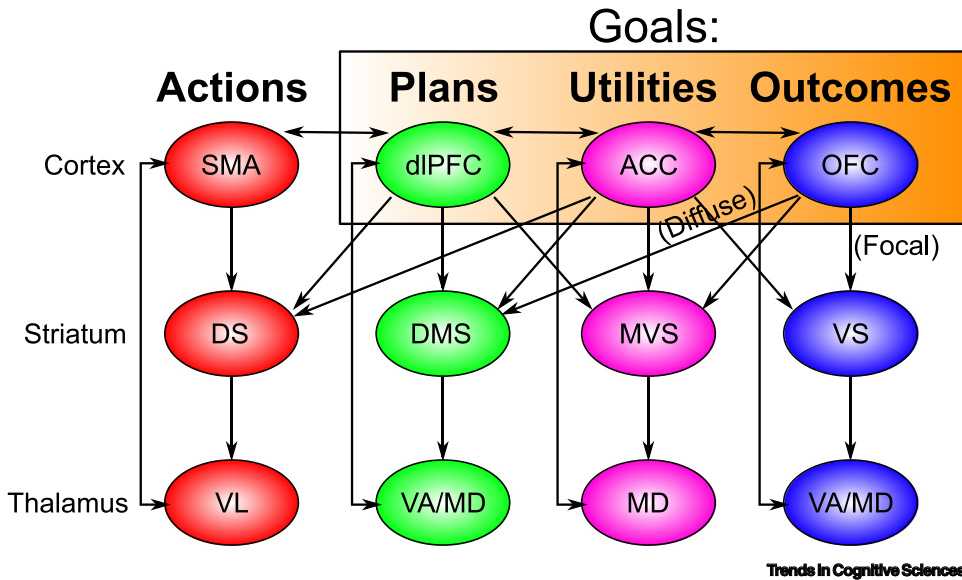 Goals:
Actions Plans Utilities Outcomes
Cortex SMA dlPFC ACC OFC
(Diffuse)
(Focal)
Striatum DS DMS MVS VS
Thalamus VL VA/MD MD VA/MD
Trends in Cognitive Sciences